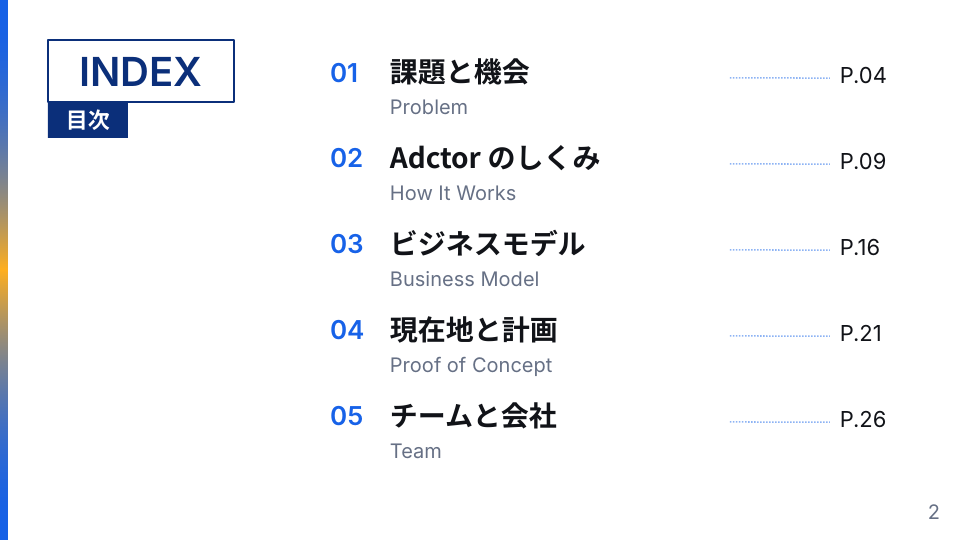 INDEX
目次
01 課題と機会 P.04
Problem
02 Adctor のしくみ P.09
How It Works
03 ビジネスモデル P.16
Business Model
04 現在地と計画 P.21
Proof of Concept
05 チームと会社 P.26
Team
2